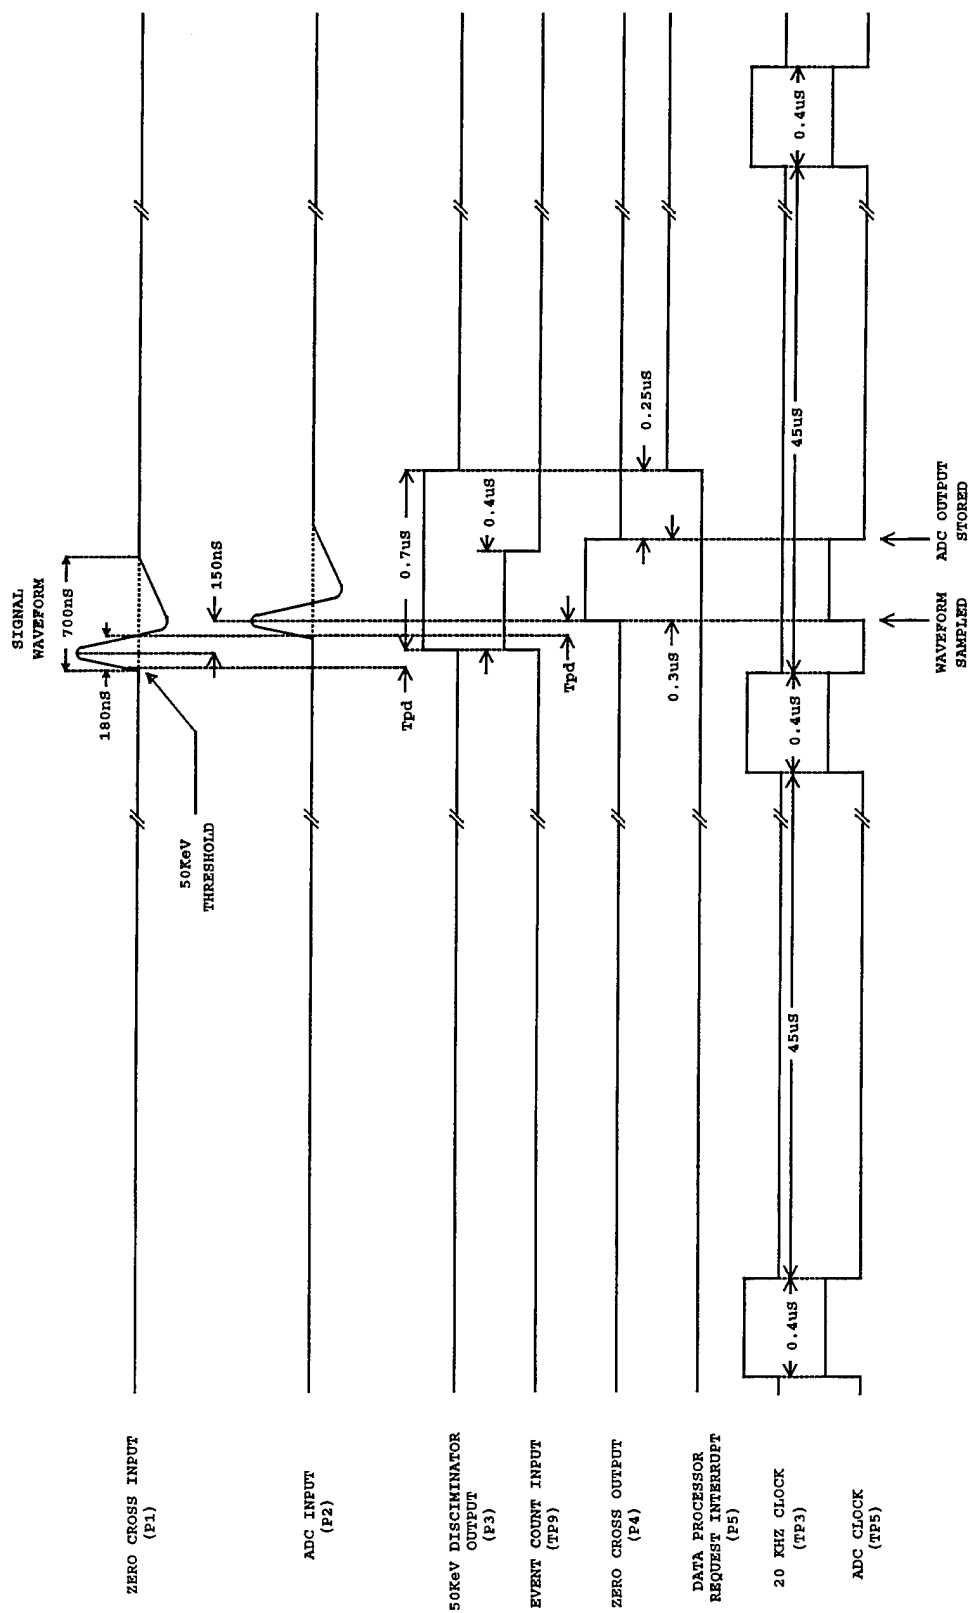 ZERO CROSS INPUT
(P1)
ADC INPUT
(P2)
50KeV DISCRIMINATOR
OUTPUT
(P3)
EVENT COUNT INPUT
(TP9)
ZERO CROSS OUTPUT
(P4)
DATA PROCESSOR
REQUEST INTERRUPT
(P5)
20 KHZ CLOCK
(TP3)
ADC CLOCK
(TP5)
SIGNAL
WAVEFORM
700nS
180nS
150nS
50KeV
THRESHOLD
Tpd
0.7uS
0.4uS
Tpd
0.3uS
0.25uS
0.4uS
45uS
0.4uS
45uS
0.4uS
WAVEFORM
SAMPLED
ADC OUTPUT
STORED